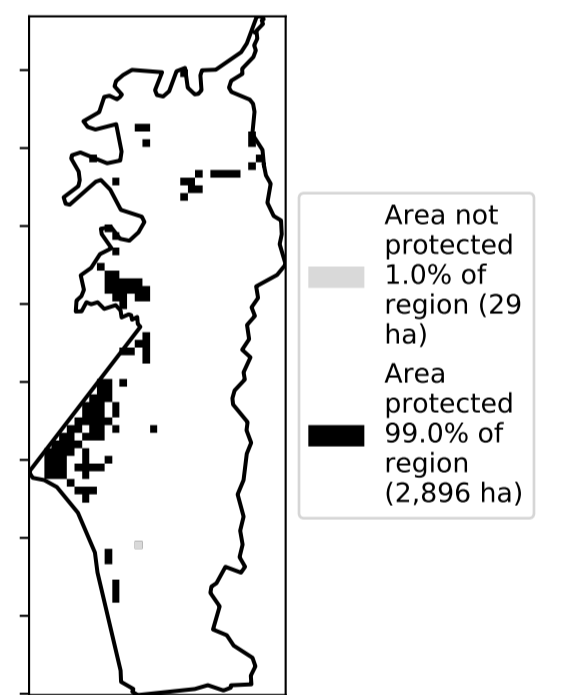 Area not
protected
1.0% of
region (29
ha)
Area
protected
99.0% of
region
(2,896 ha)